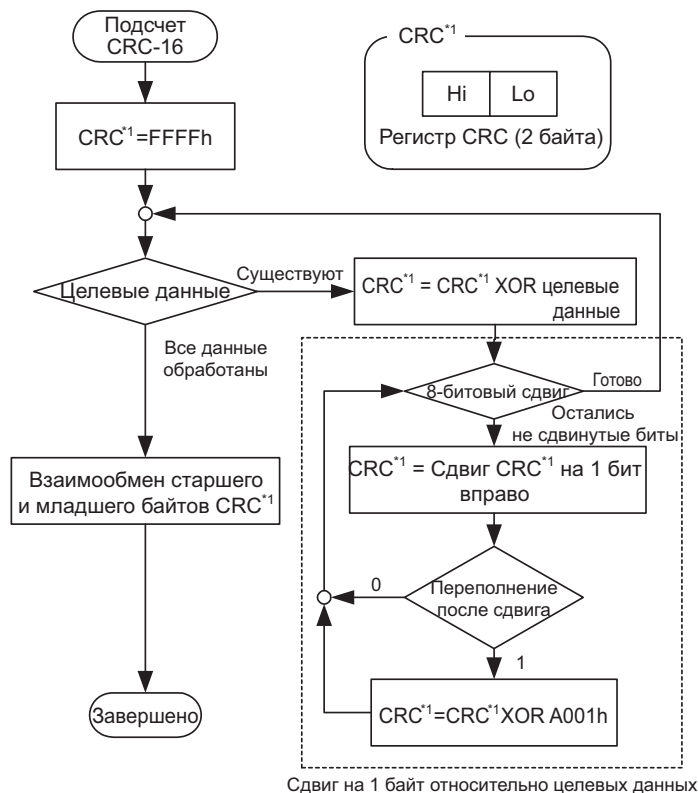 Подсчет
CRC-16
CRC*1
Hi
Lo
Регистр CRC (2 байта)
CRC*1=FFFFh
Целевые данные
Существуют
CRC*1 = CRC*1 XOR целевые
данные
Все данные
обработаны
8-битовый сдвиг
Готово
Остались
не сдвинутые биты
CRC*1 = Сдвиг CRC*1 на 1 бит
вправо
Взаимообмен старшего
и младшего байтов CRC*1
Переполнение
после сдвига
0
1
CRC*1=CRC*1XOR A001h
Завершено
Сдвиг на 1 байт относительно целевых данных